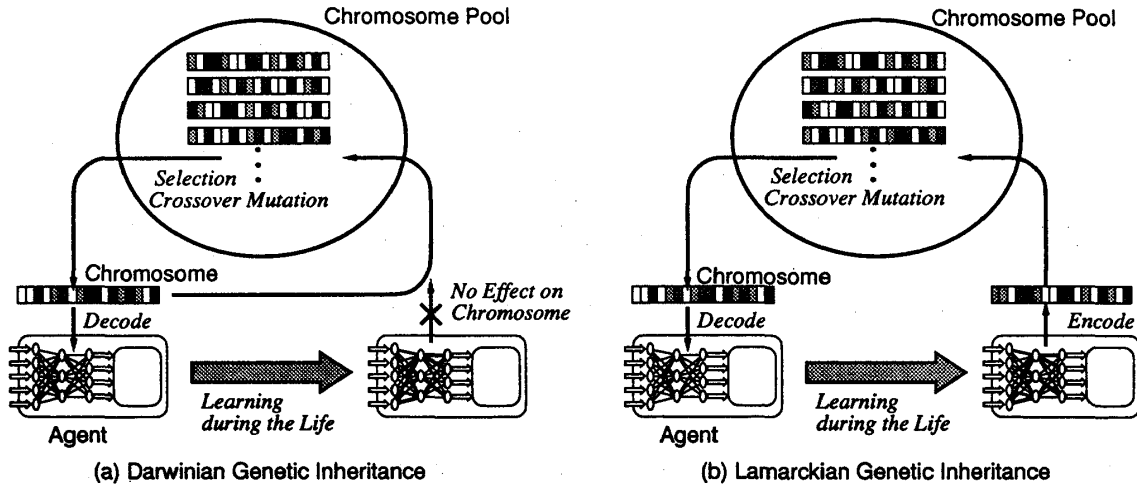 Chromosome Pool
Selection
Crossover Mutation
Chromosome
Decode
No Effect on
Chromosome
Learning
during the Life
Agent
(a) Darwinian Genetic Inheritance
Chromosome Pool
Selection
Crossover Mutation
Chromosome
Decode
Encode
Learning
during the Life
Agent
(b) Lamarckian Genetic Inheritance